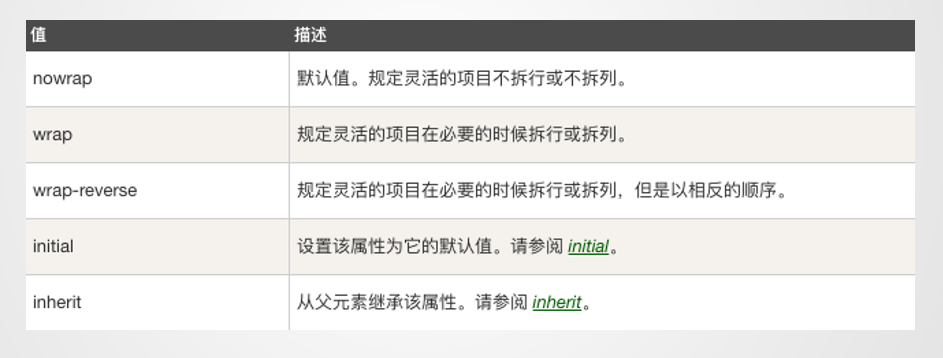 值 描述
nowrap 默认值。规定灵活的项目不拆行或不拆列。
wrap 规定灵活的项目在必要的时候拆行或拆列。
wrap-reverse 规定灵活的项目在必要的时候拆行或拆列，但是以相反的顺序。
initial 设置该属性为它的默认值。请参阅 initial。
inherit 从父元素继承该属性。请参阅 inherit。